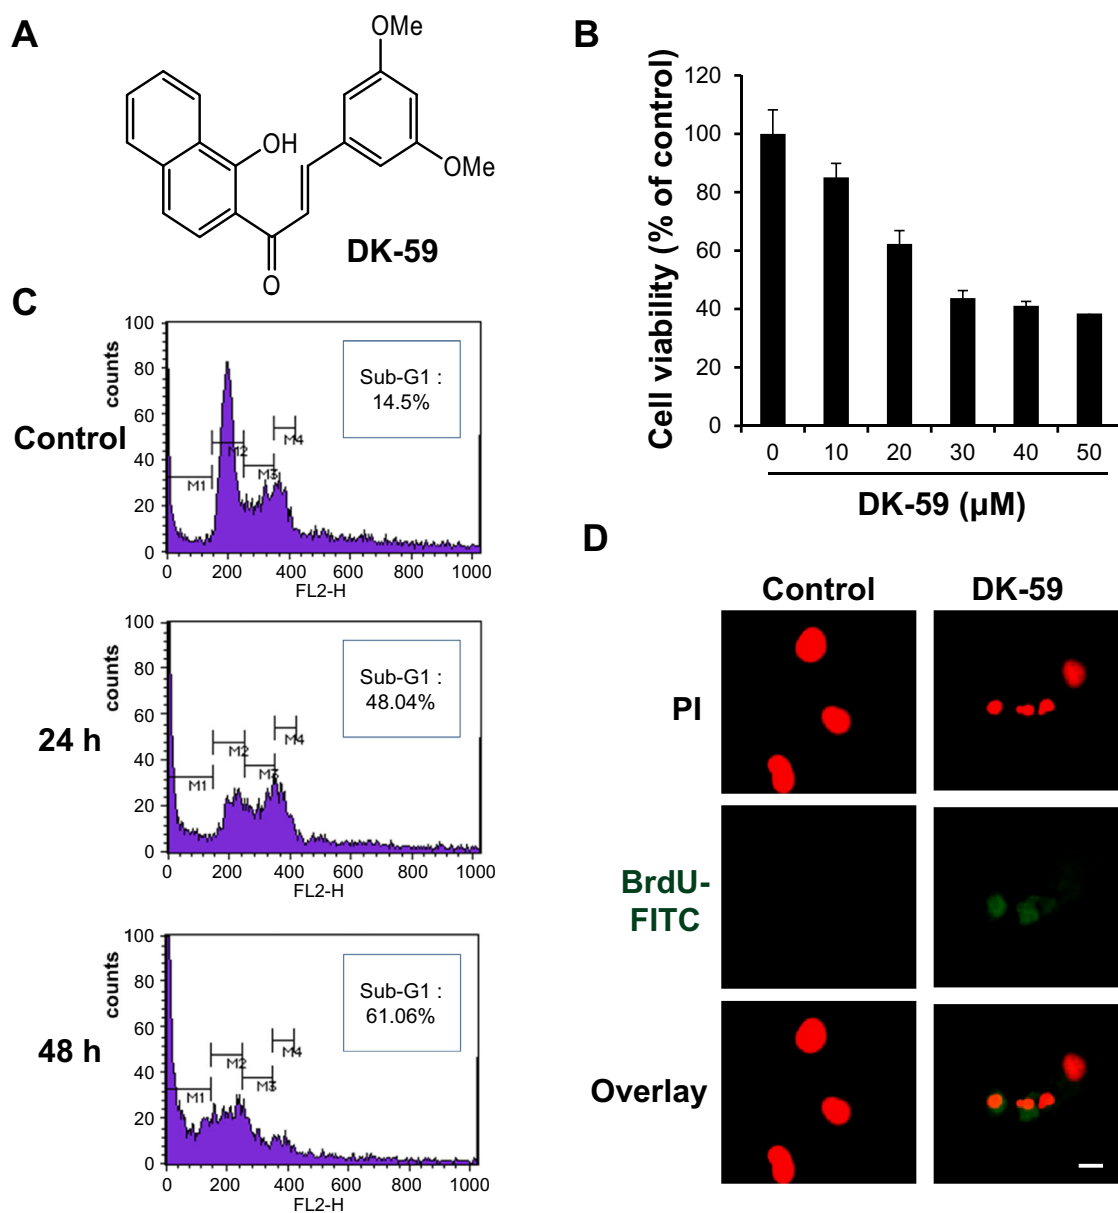 A
OMe
OH
OMe
O
DK-59
B
Cell viability (% of control)
120
100
80
60
40
20
0
0 10 20 30 40 50
DK-59 (µM)
C
Control
counts
100
80
60
40
20
0
Sub-G1 :
14.5%
M1
M2
M3
M4
0 200 400 600 800 1000
FL2-H
24 h
counts
100
80
60
40
20
0
Sub-G1 :
48.04%
M1
M2
M3
M4
0 200 400 600 800 1000
FL2-H
48 h
counts
100
80
60
40
20
0
Sub-G1 :
61.06%
M1
M2
M3
M4
0 200 400 600 800 1000
FL2-H
D
Control DK-59
PI
BrdU-
FITC
Overlay